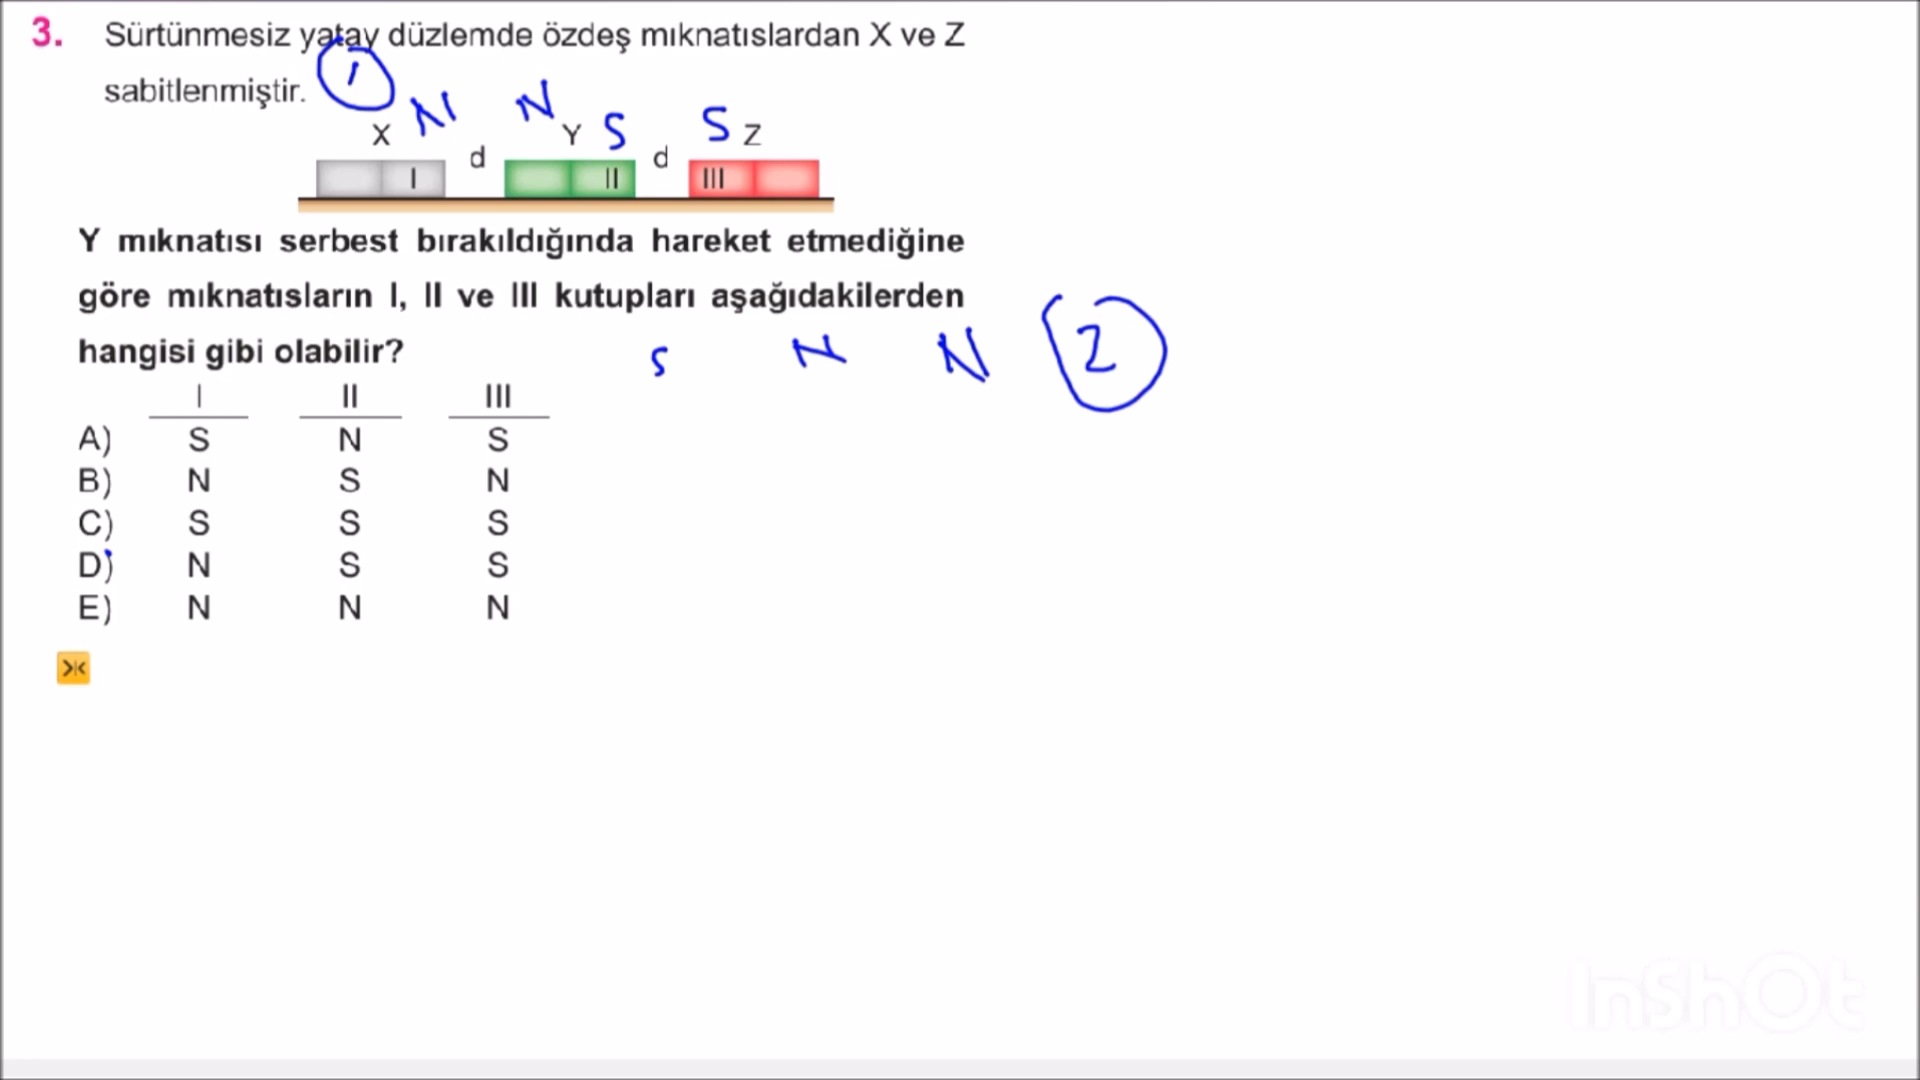 3. Sürtünmesiz yatay düzlemde özdeş mıknatıslardan X ve Z
sabitlenmiştir.
1
N N S S
X Y Z
d d
I II III
Y mıknatısı serbest bırakıldığında hareket etmediğine
göre mıknatısların I, II ve III kutupları aşağıdakilerden
hangisi gibi olabilir?
S N N 2
I II III
A) S N S
B) N S N
C) S S S
D) N S S
E) N N N
InShOt